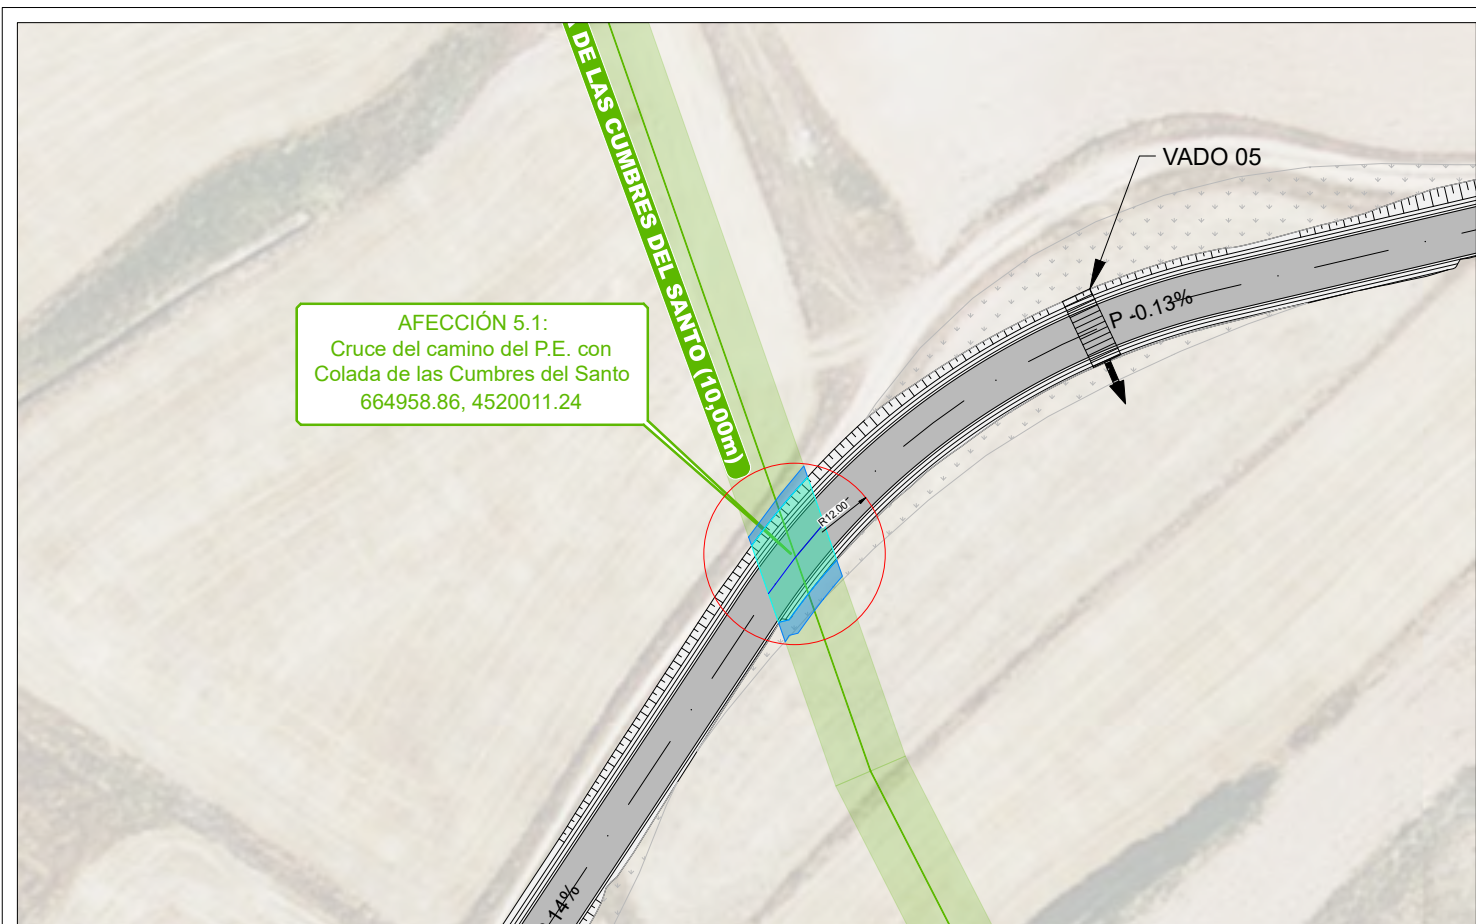 DE LAS CUMBRES DEL SANTO (10,00m)
VADO 05
P -0.13%
AFECCIÓN 5.1:
Cruce del camino del P.E. con
Colada de las Cumbres del Santo
664958.86, 4520011.24
R12.00